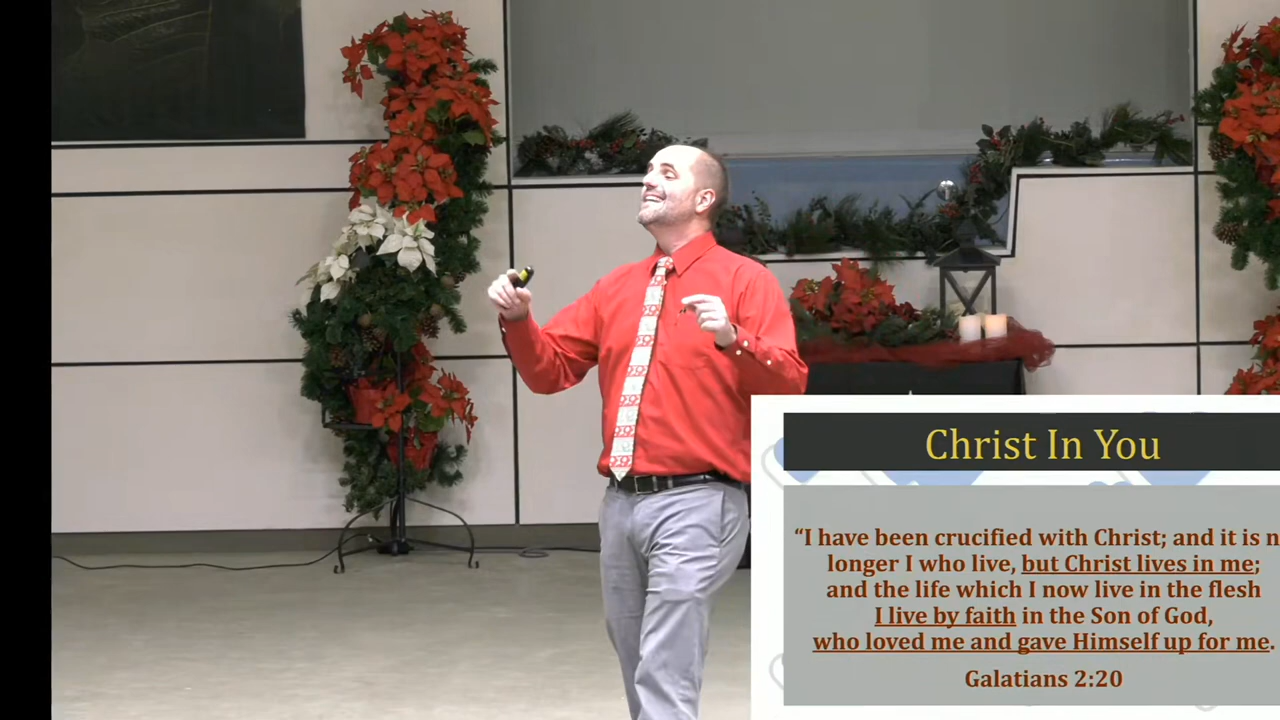 Christ In You
“I have been crucified with Christ; and it is n
longer I who live, but Christ lives in me;
and the life which I now live in the flesh
I live by faith in the Son of God,
who loved me and gave Himself up for me.
Galatians 2:20